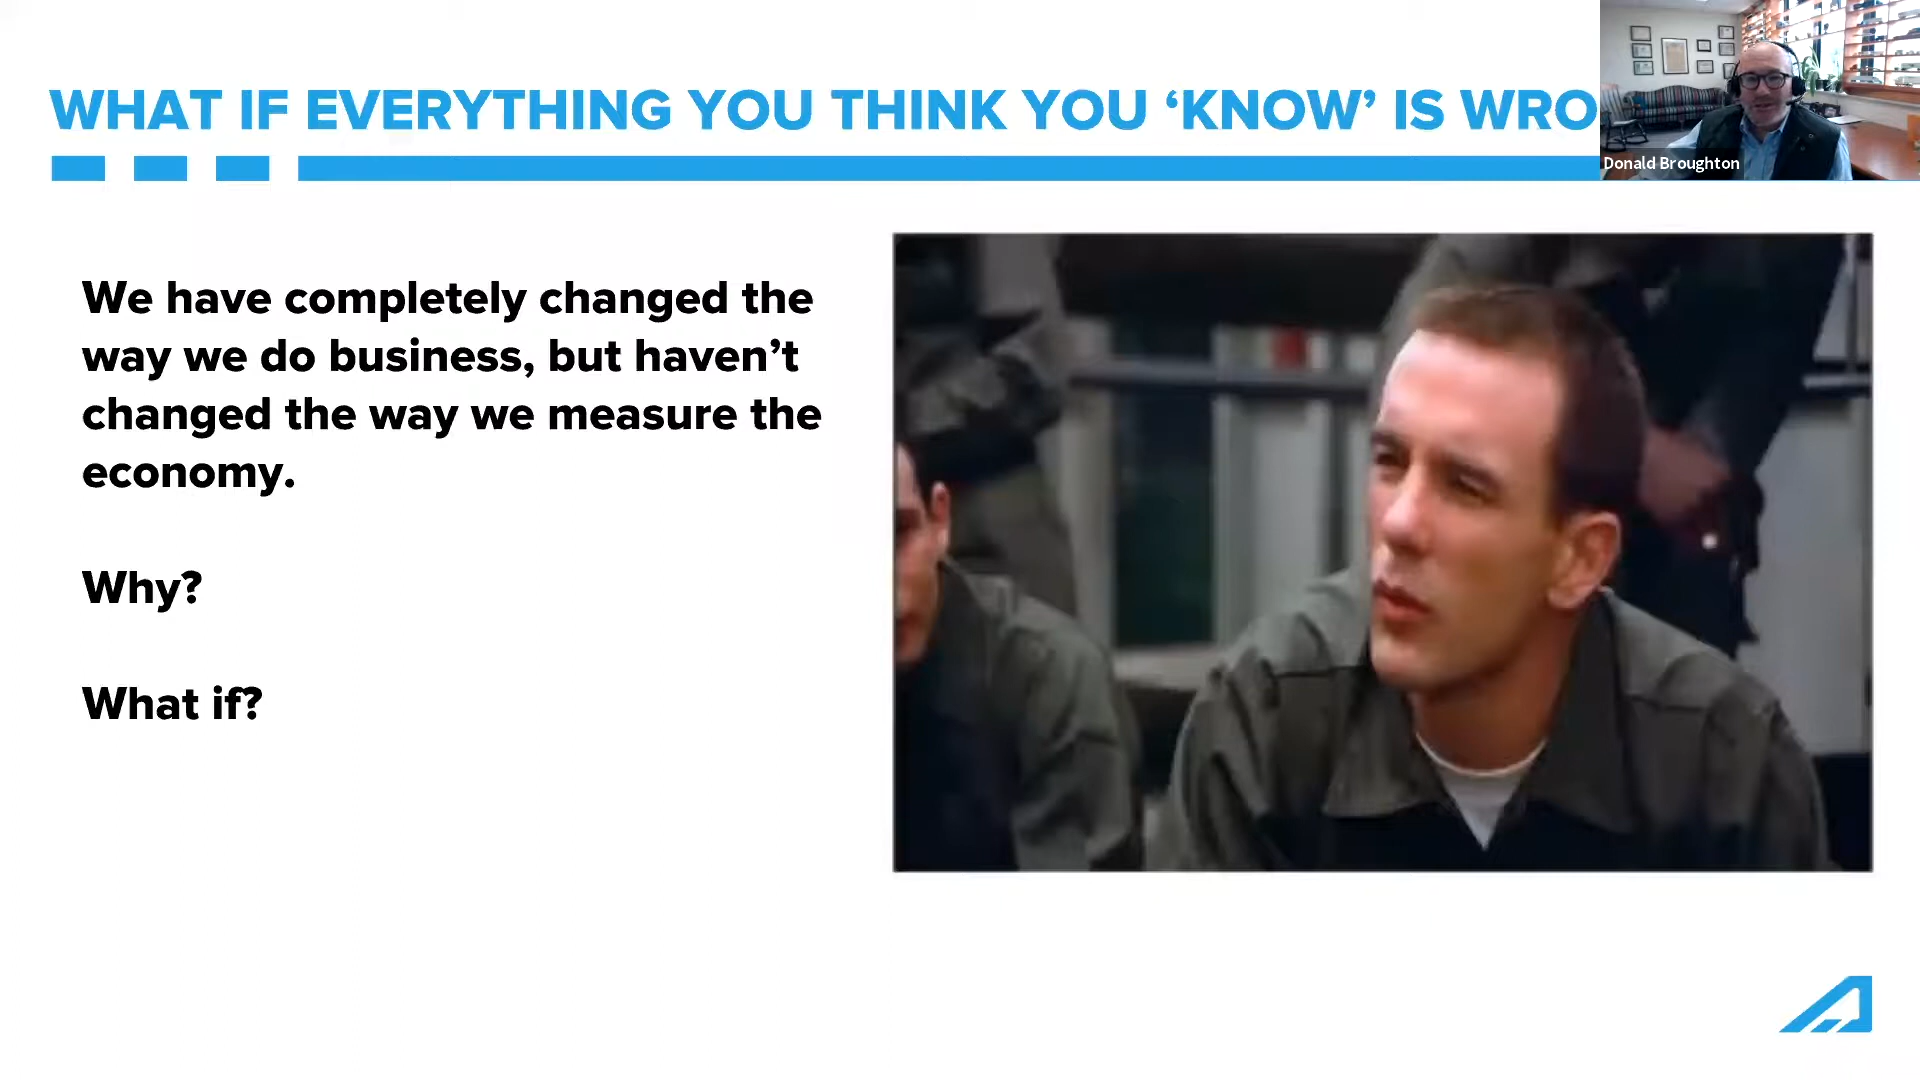 WHAT IF EVERYTHING YOU THINK YOU ‘KNOW’ IS WRO
Donald Broughton
We have completely changed the
way we do business, but haven’t
changed the way we measure the
economy.
Why?
What if?